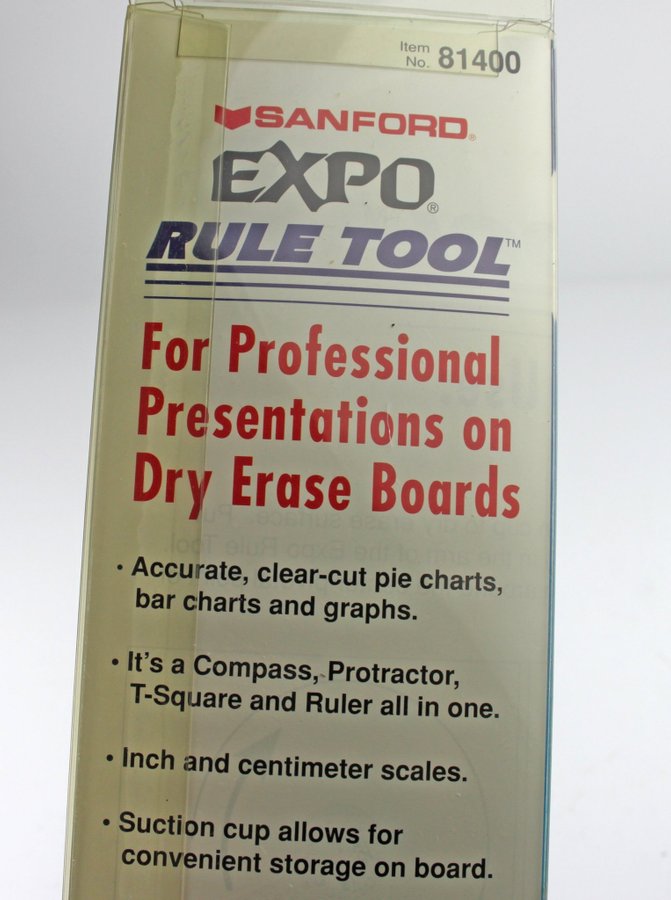 Item
No. 81400
SANFORD®
EXPO®
RULE TOOL™
For Professional
Presentations on
Dry Erase Boards
• Accurate, clear-cut pie charts,
bar charts and graphs.
• It's a Compass, Protractor,
T-Square and Ruler all in one.
• Inch and centimeter scales.
• Suction cup allows for
convenient storage on board.